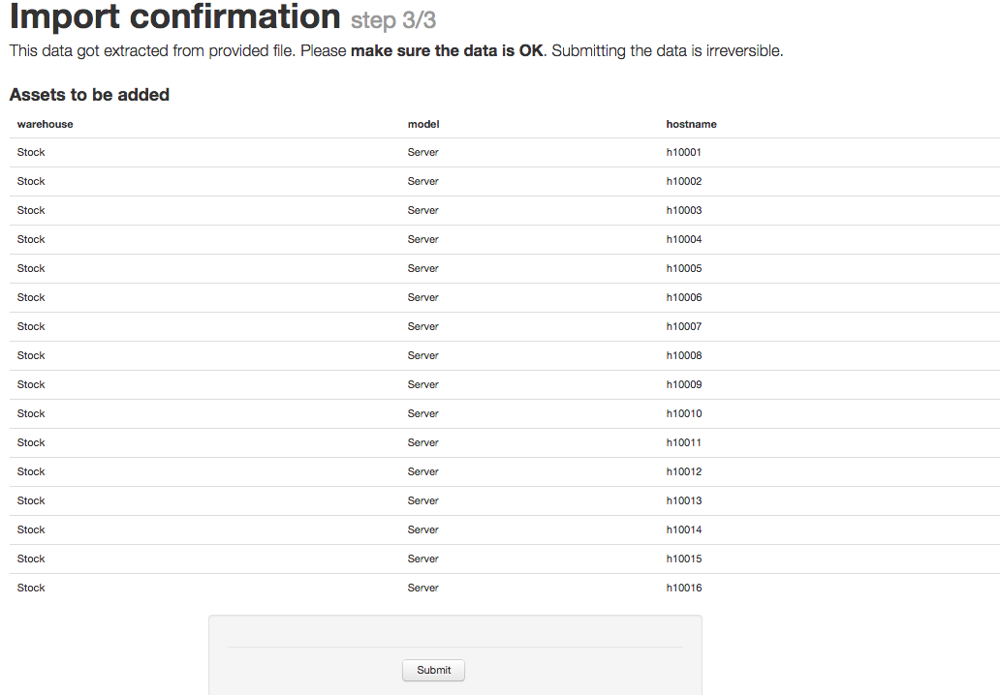 Import confirmation step 3/3
This data got extracted from provided file. Please make sure the data is OK. Submitting the data is irreversible.
Assets to be added
warehouse model hostname
Stock Server h10001
Stock Server h10002
Stock Server h10003
Stock Server h10004
Stock Server h10005
Stock Server h10006
Stock Server h10007
Stock Server h10008
Stock Server h10009
Stock Server h10010
Stock Server h10011
Stock Server h10012
Stock Server h10013
Stock Server h10014
Stock Server h10015
Stock Server h10016
Submit